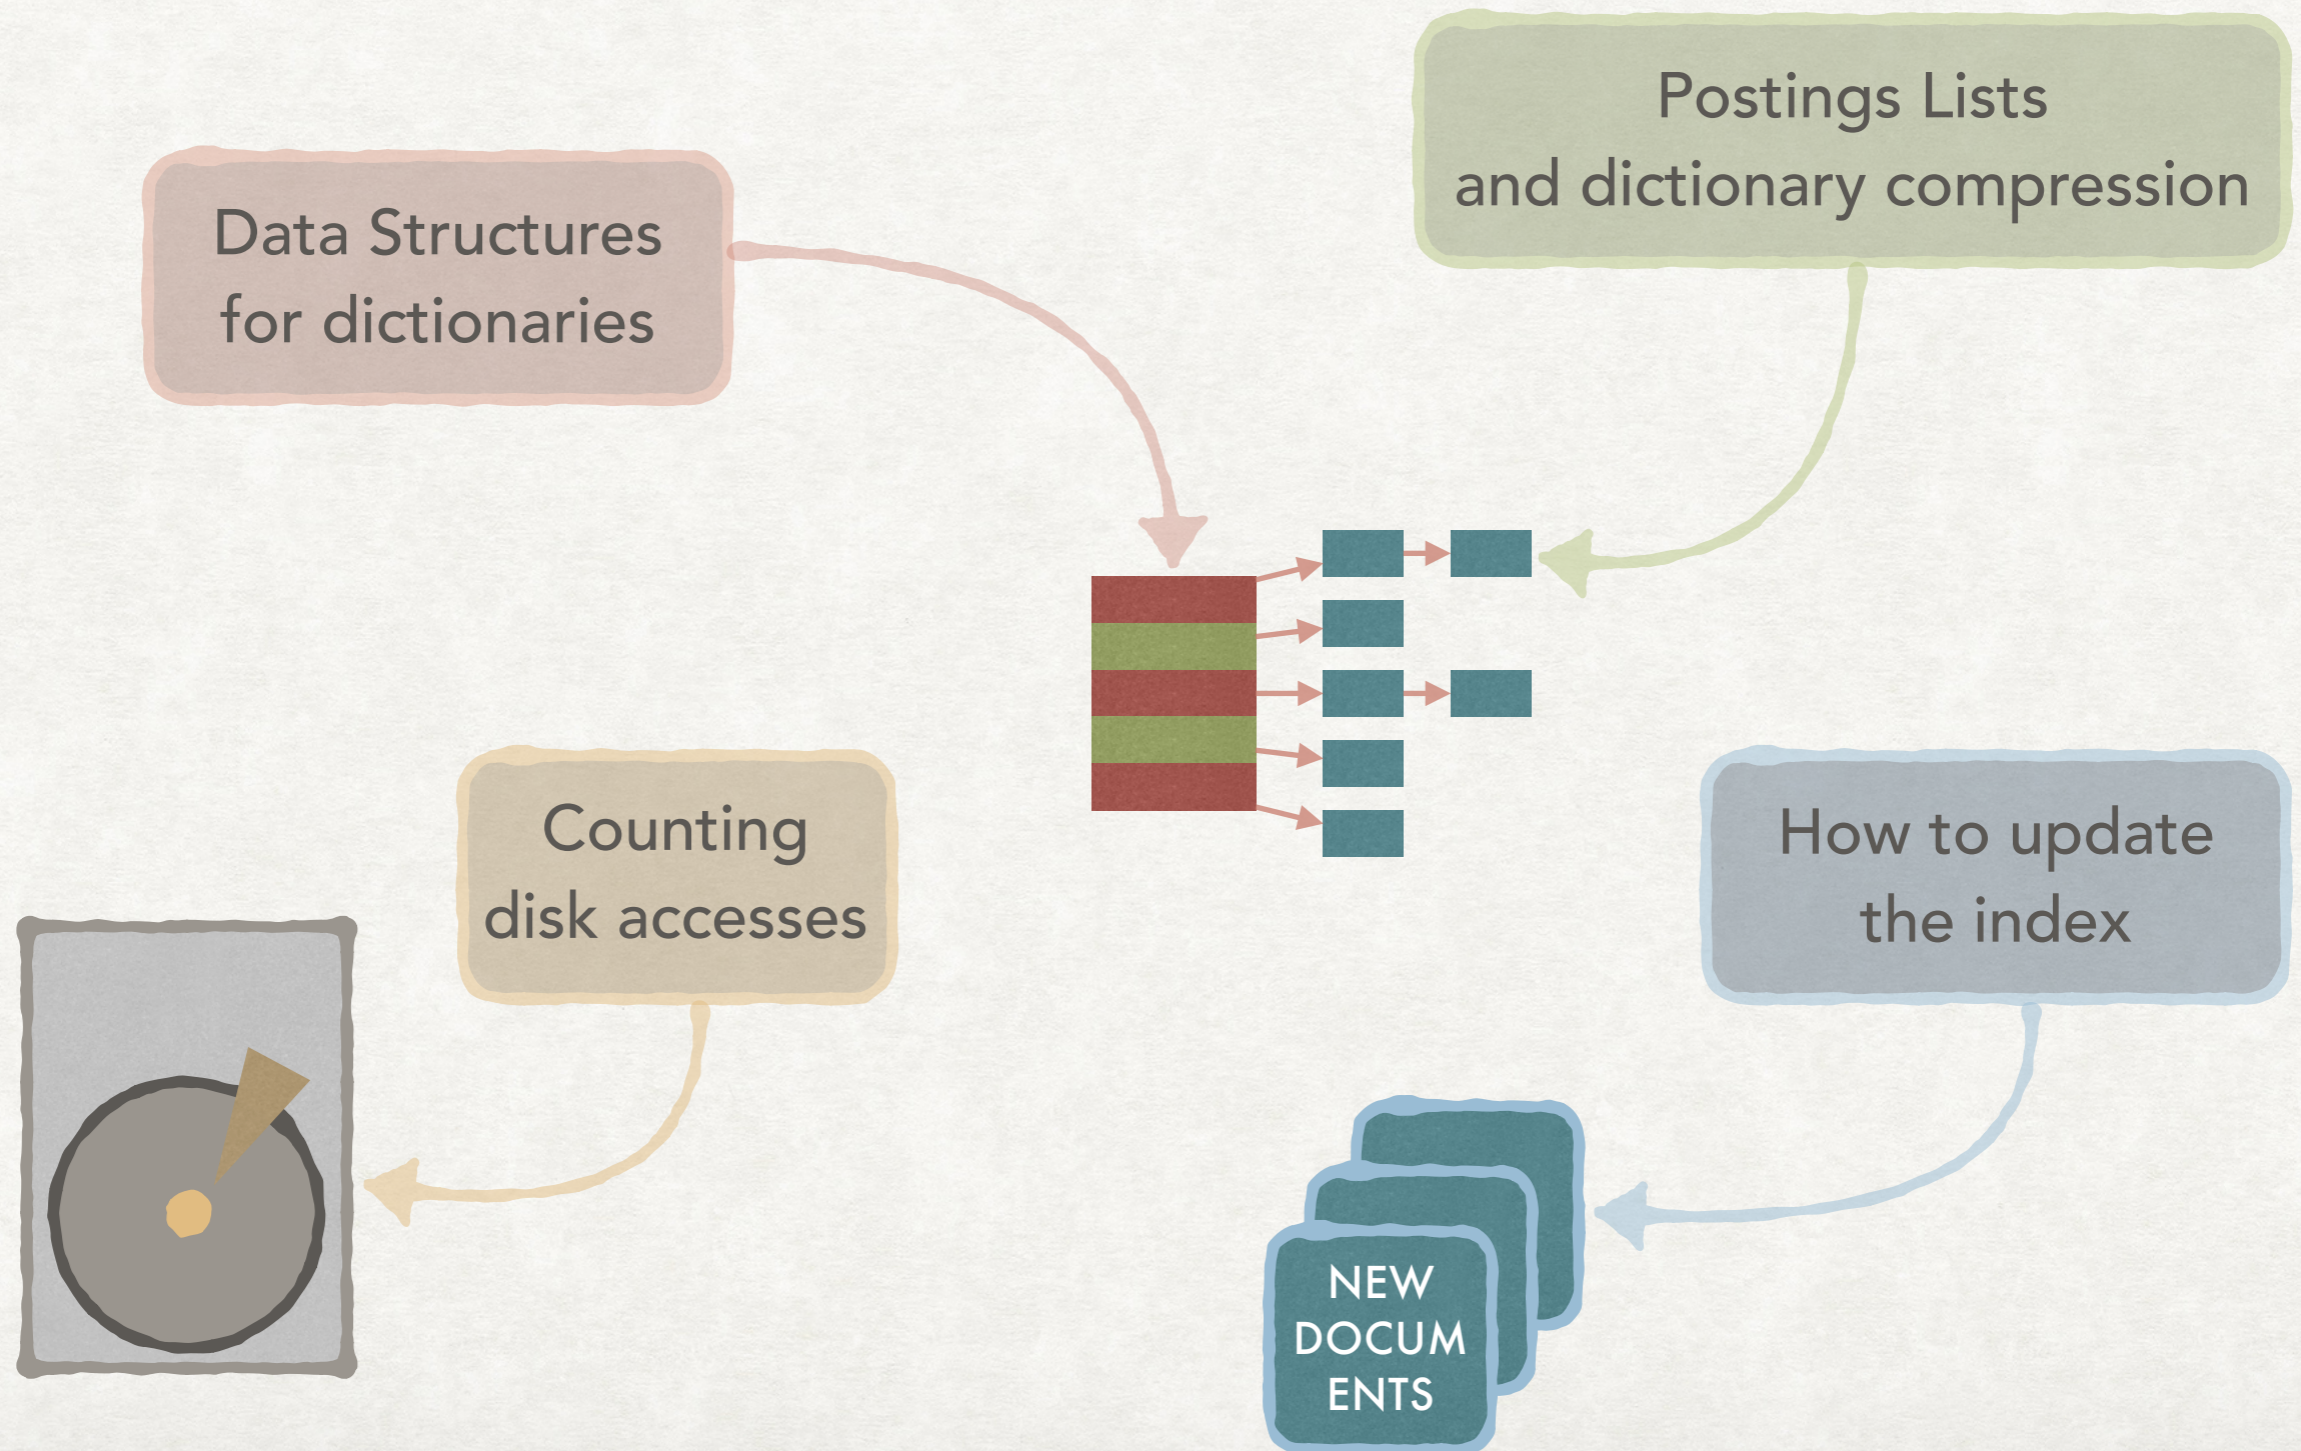 Data Structures
for dictionaries
Postings Lists
and dictionary compression
Counting
disk accesses
How to update
the index
NEW
DOCUM
ENTS